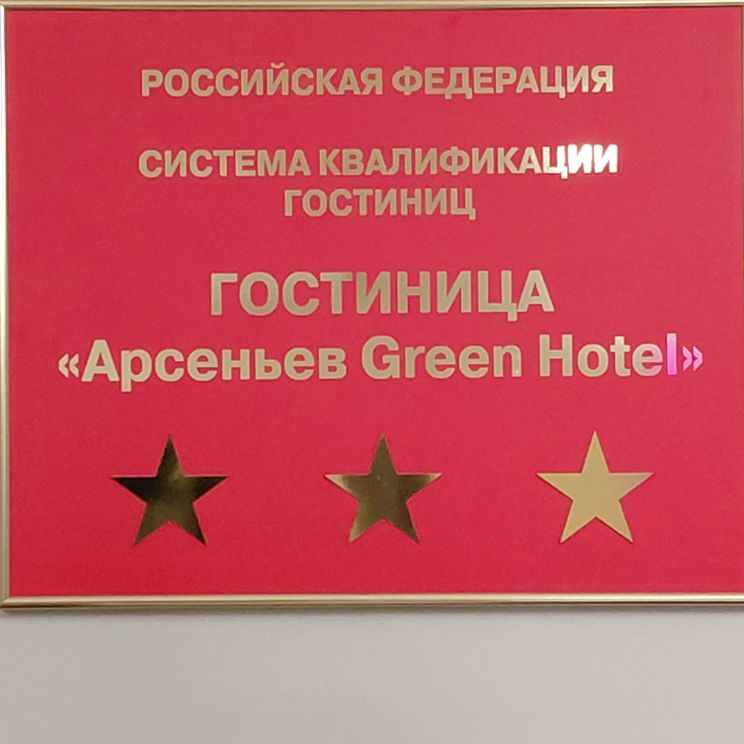 РОССИЙСКАЯ ФЕДЕРАЦИЯ
СИСТЕМА КВАЛИФИКАЦИИ
ГОСТИНИЦ
ГОСТИНИЦА
«Арсеньев Green Hotel»